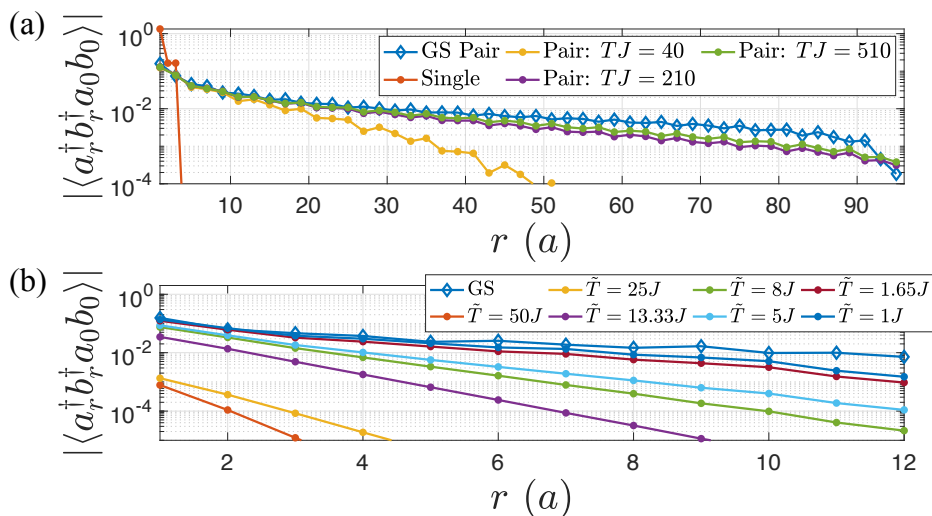 (a)
|⟨a_r^† b_r^† a_0 b_0⟩|
10^0
10^-2
10^-4
GS Pair
Single
Pair: TJ = 40
Pair: TJ = 210
Pair: TJ = 510
10 20 30 40 50 60 70 80 90
r (a)
(b)
|⟨a_r^† b_r^† a_0 b_0⟩|
10^0
10^-2
10^-4
GS
T̃ = 50J
T̃ = 25J
T̃ = 13.33J
T̃ = 8J
T̃ = 5J
T̃ = 1.65J
T̃ = 1J
2 4 6 8 10 12
r (a)